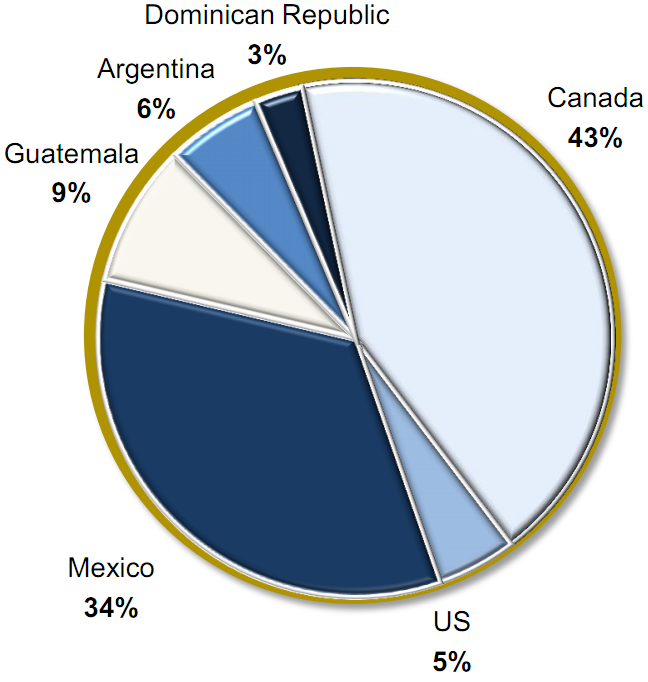 Dominican Republic
3%
Argentina
6%
Canada
43%
Guatemala
9%
Mexico
34%
US
5%